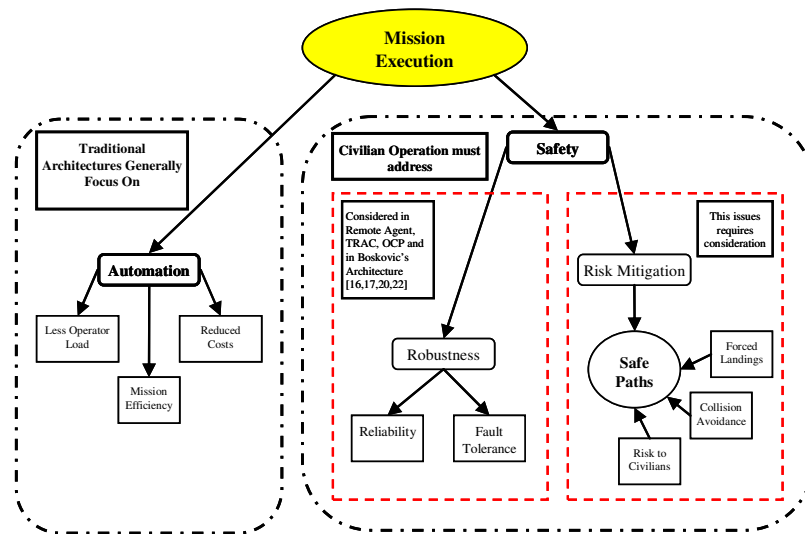 Mission
Execution
Traditional
Architectures Generally
Focus On
Civilian Operation must
address
Safety
Considered in
Remote Agent,
TRAC, OCP and
in Boskovic's
Architecture
[16,17,20,22]
This issues
requires
consideration
Automation
Risk Mitigation
Less Operator
Load
Reduced
Costs
Mission
Efficiency
Robustness
Safe
Paths
Forced
Landings
Reliability
Fault
Tolerance
Collision
Avoidance
Risk to
Civilians